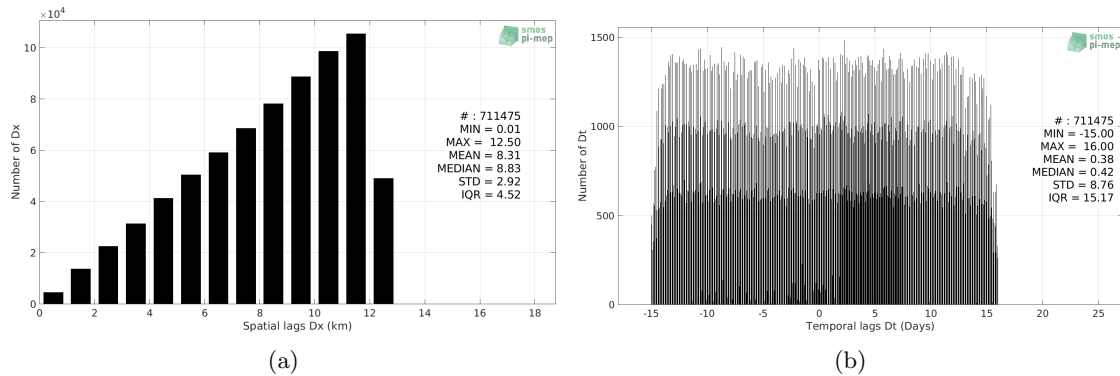 ×10⁴
10
8
6
4
2
0
Number of Dx
0 2 4 6 8 10 12 14 16 18
Spatial lags Dx (km)
smos
pi-mep
# : 711475
MIN = 0.01
MAX = 12.50
MEAN = 8.31
MEDIAN = 8.83
STD = 2.92
IQR = 4.52
(a)
1500
1000
500
0
Number of Dt
-15 -10 -5 0 5 10 15 20 25
Temporal lags Dt (Days)
smos
pi-mep
# : 711475
MIN = -15.00
MAX = 16.00
MEAN = 0.38
MEDIAN = 0.42
STD = 8.76
IQR = 15.17
(b)